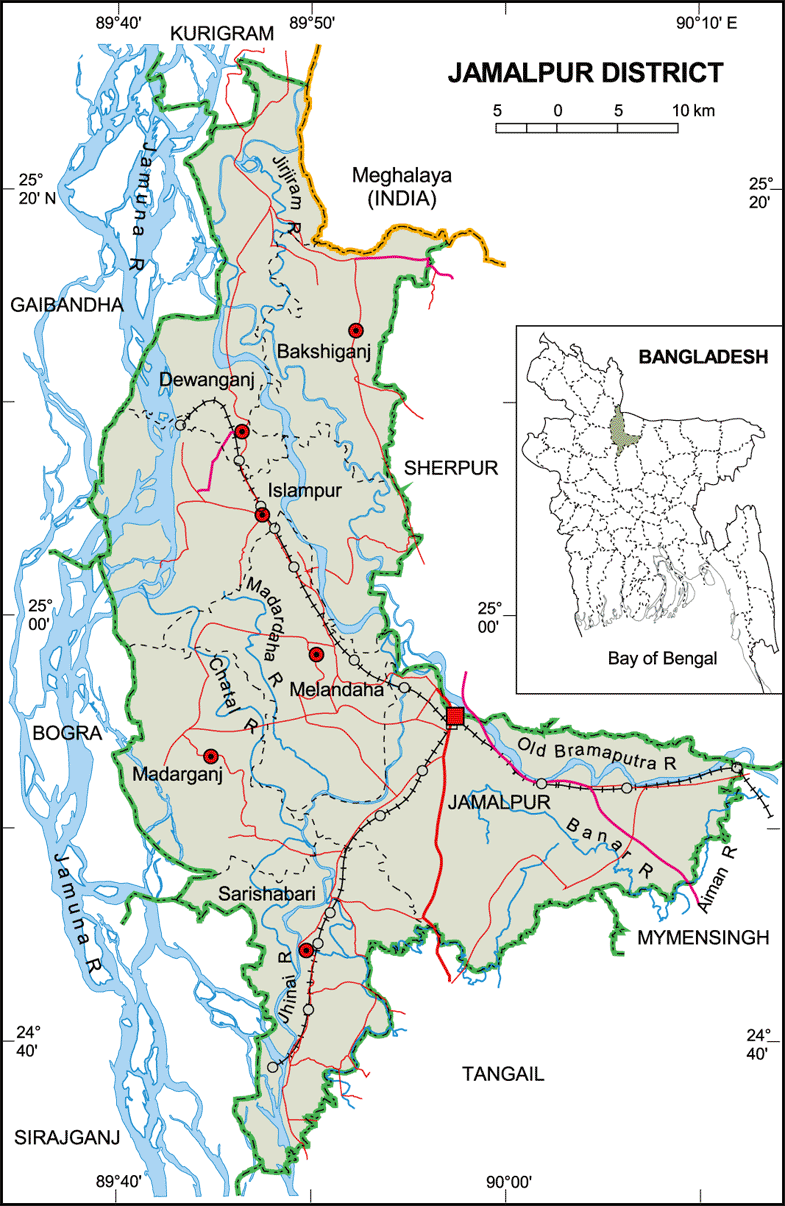 89°40'
89°50'
90°10' E
KURIGRAM
JAMALPUR DISTRICT
5 0 5 10 km
Jamuna R
Jirjiram R
Meghalaya
(INDIA)
25°
20' N
25°
20'
GAIBANDHA
Bakshiganj
BANGLADESH
Dewanganj
SHERPUR
Islampur
Madardaha R
25°
00'
25°
00'
Bay of Bengal
Chatal R
Melandaha
BOGRA
Old Bramaputra R
Madarganj
JAMALPUR
Banar R
Aiman R
Jamuna R
Sarishabari
MYMENSINGH
Jhinai R
24°
40'
24°
40'
TANGAIL
SIRAJGANJ
89°40'
90°00'